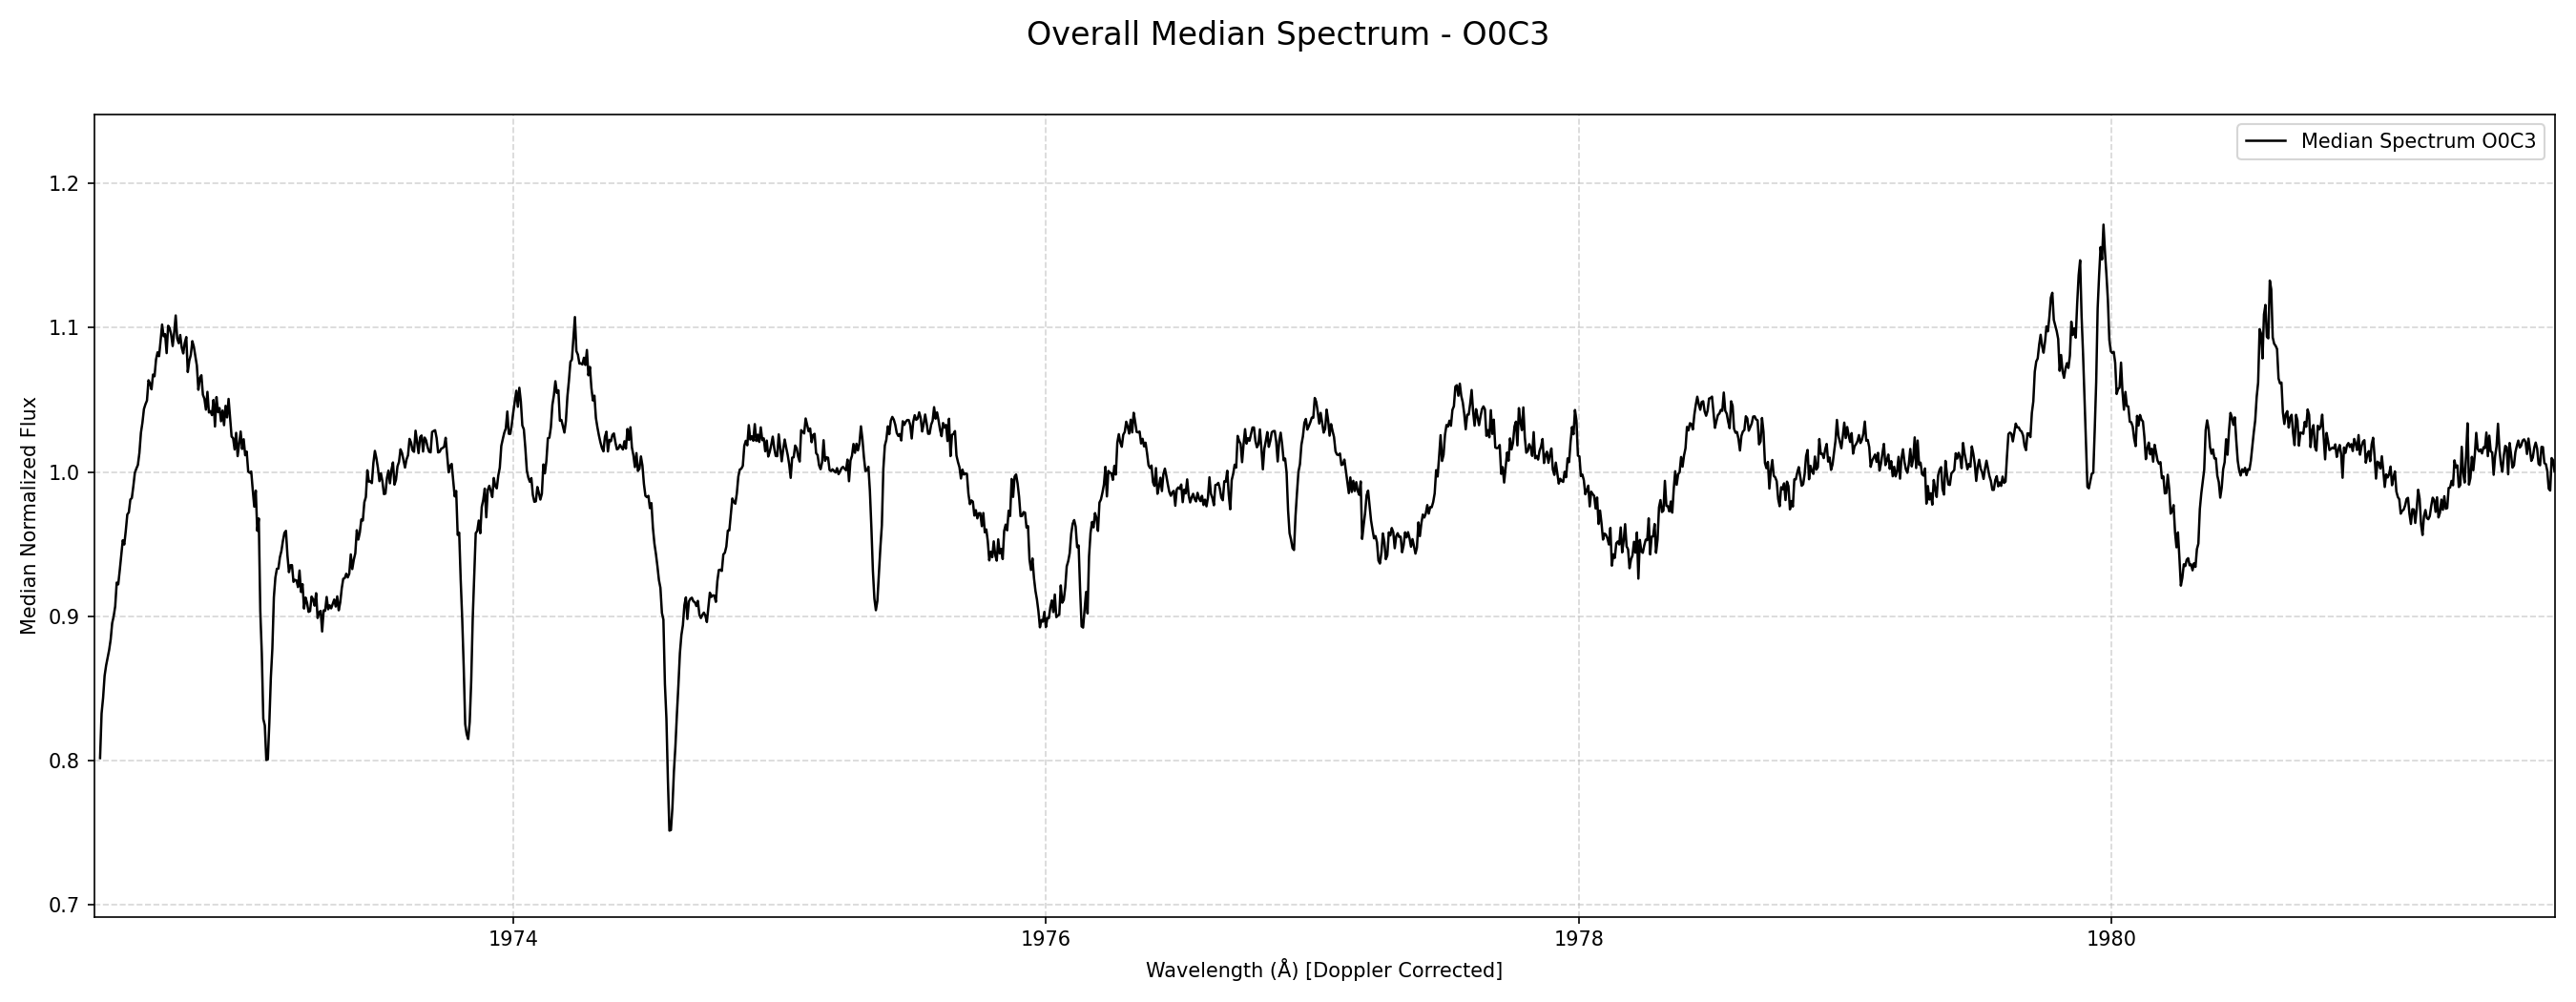 Overall Median Spectrum - O0C3
Median Spectrum O0C3
Median Normalized Flux
1.2
1.1
1.0
0.9
0.8
0.7
1974
1976
1978
1980
Wavelength (Å) [Doppler Corrected]